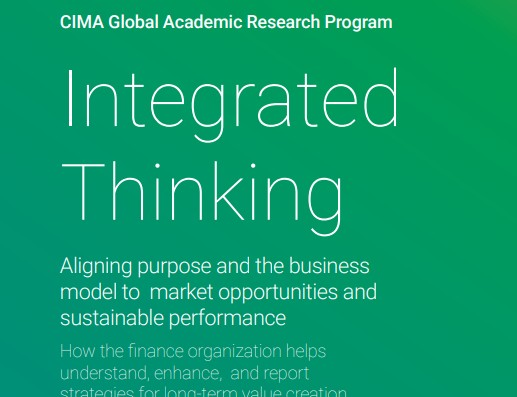 CIMA Global Academic Research Program
Integrated
Thinking
Aligning purpose and the business
model to  market opportunities and
sustainable performance
How the finance organization helps
understand, enhance,  and report
strategies for long-term value creation